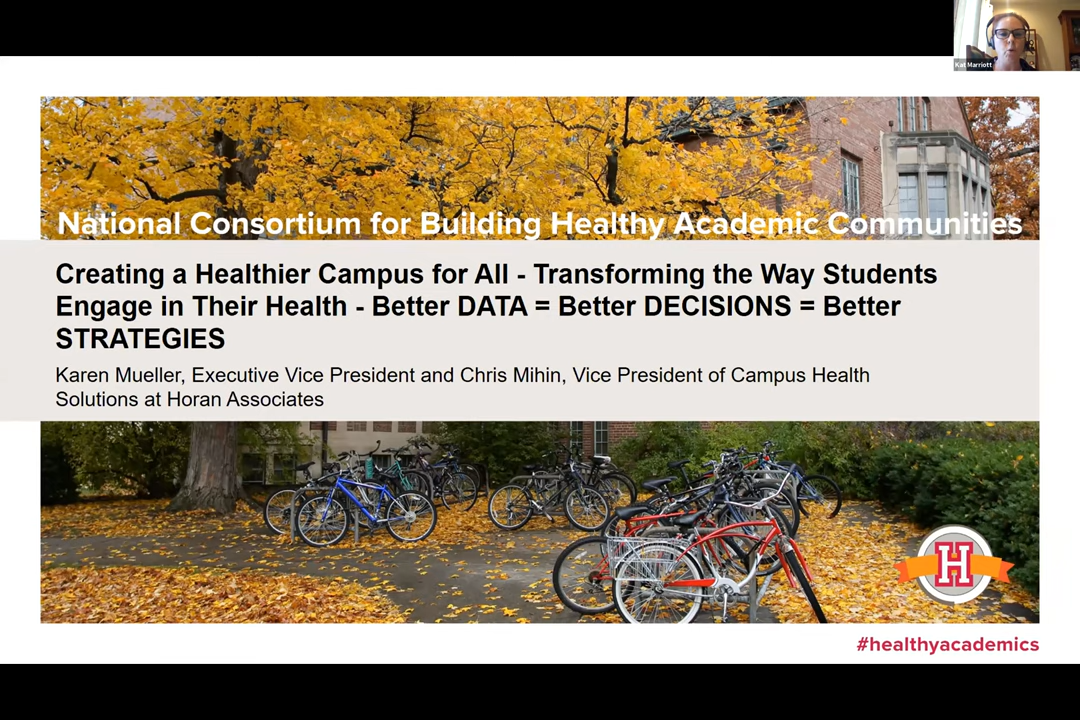 Kat Marriott
National Consortium for Building Healthy Academic Communities
Creating a Healthier Campus for All - Transforming the Way Students
Engage in Their Health - Better DATA = Better DECISIONS = Better
STRATEGIES
Karen Mueller, Executive Vice President and Chris Mihin, Vice President of Campus Health
Solutions at Horan Associates
H
#healthyacademics